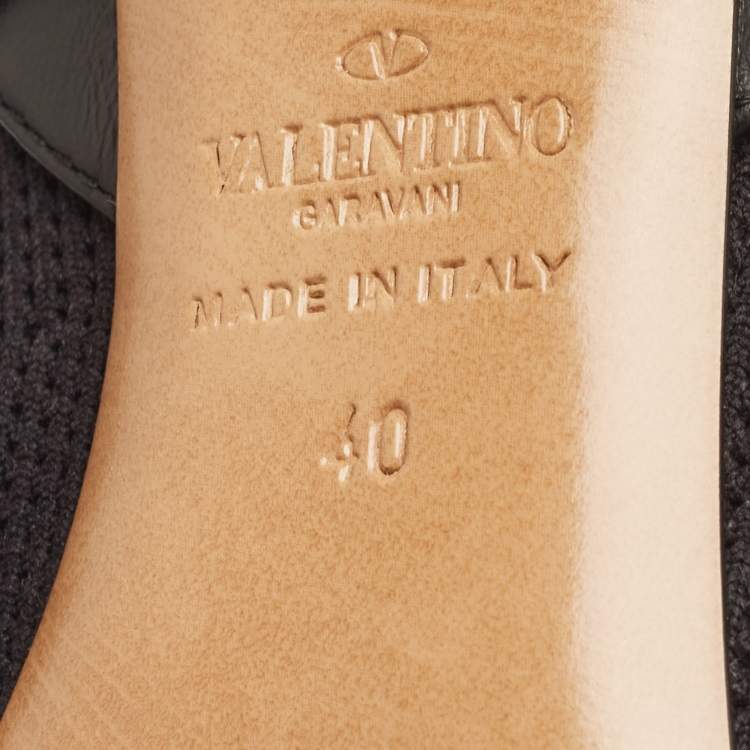 V
VALENTINO
GARAVANI
MADE IN ITALY
40